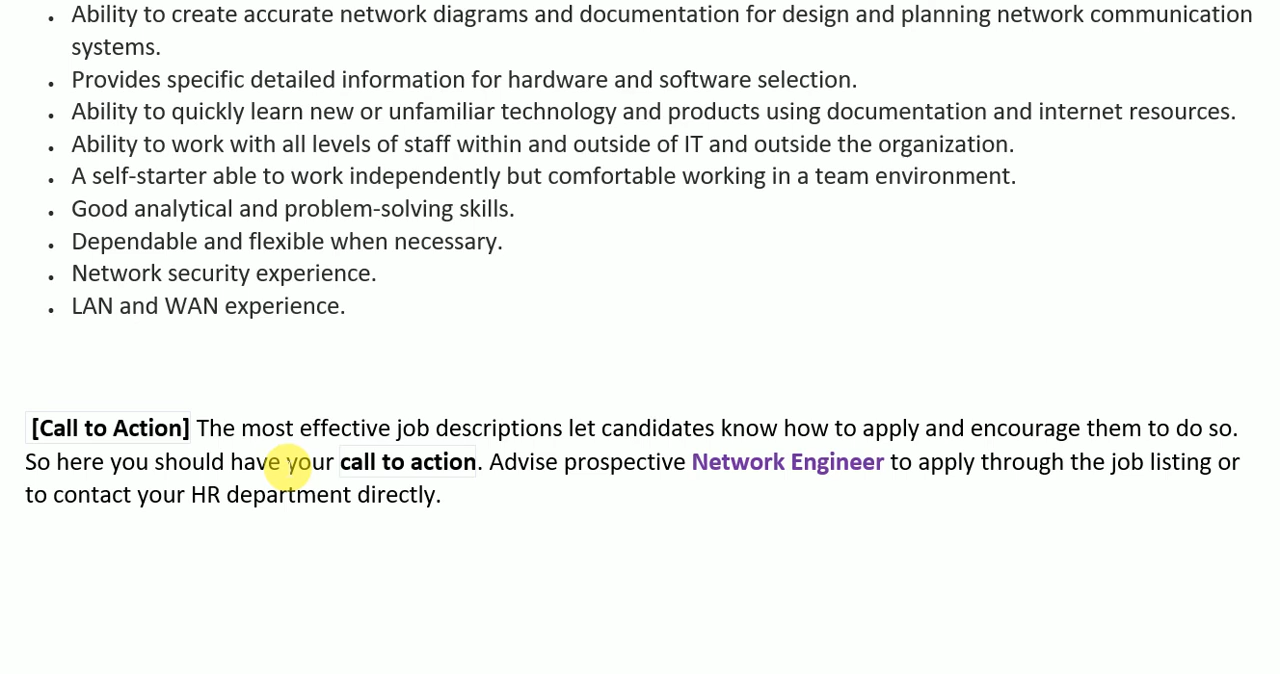 • Ability to create accurate network diagrams and documentation for design and planning network communication
systems.
• Provides specific detailed information for hardware and software selection.
• Ability to quickly learn new or unfamiliar technology and products using documentation and internet resources.
• Ability to work with all levels of staff within and outside of IT and outside the organization.
• A self-starter able to work independently but comfortable working in a team environment.
• Good analytical and problem-solving skills.
• Dependable and flexible when necessary.
• Network security experience.
• LAN and WAN experience.
[Call to Action] The most effective job descriptions let candidates know how to apply and encourage them to do so.
So here you should have your call to action. Advise prospective Network Engineer to apply through the job listing or
to contact your HR department directly.